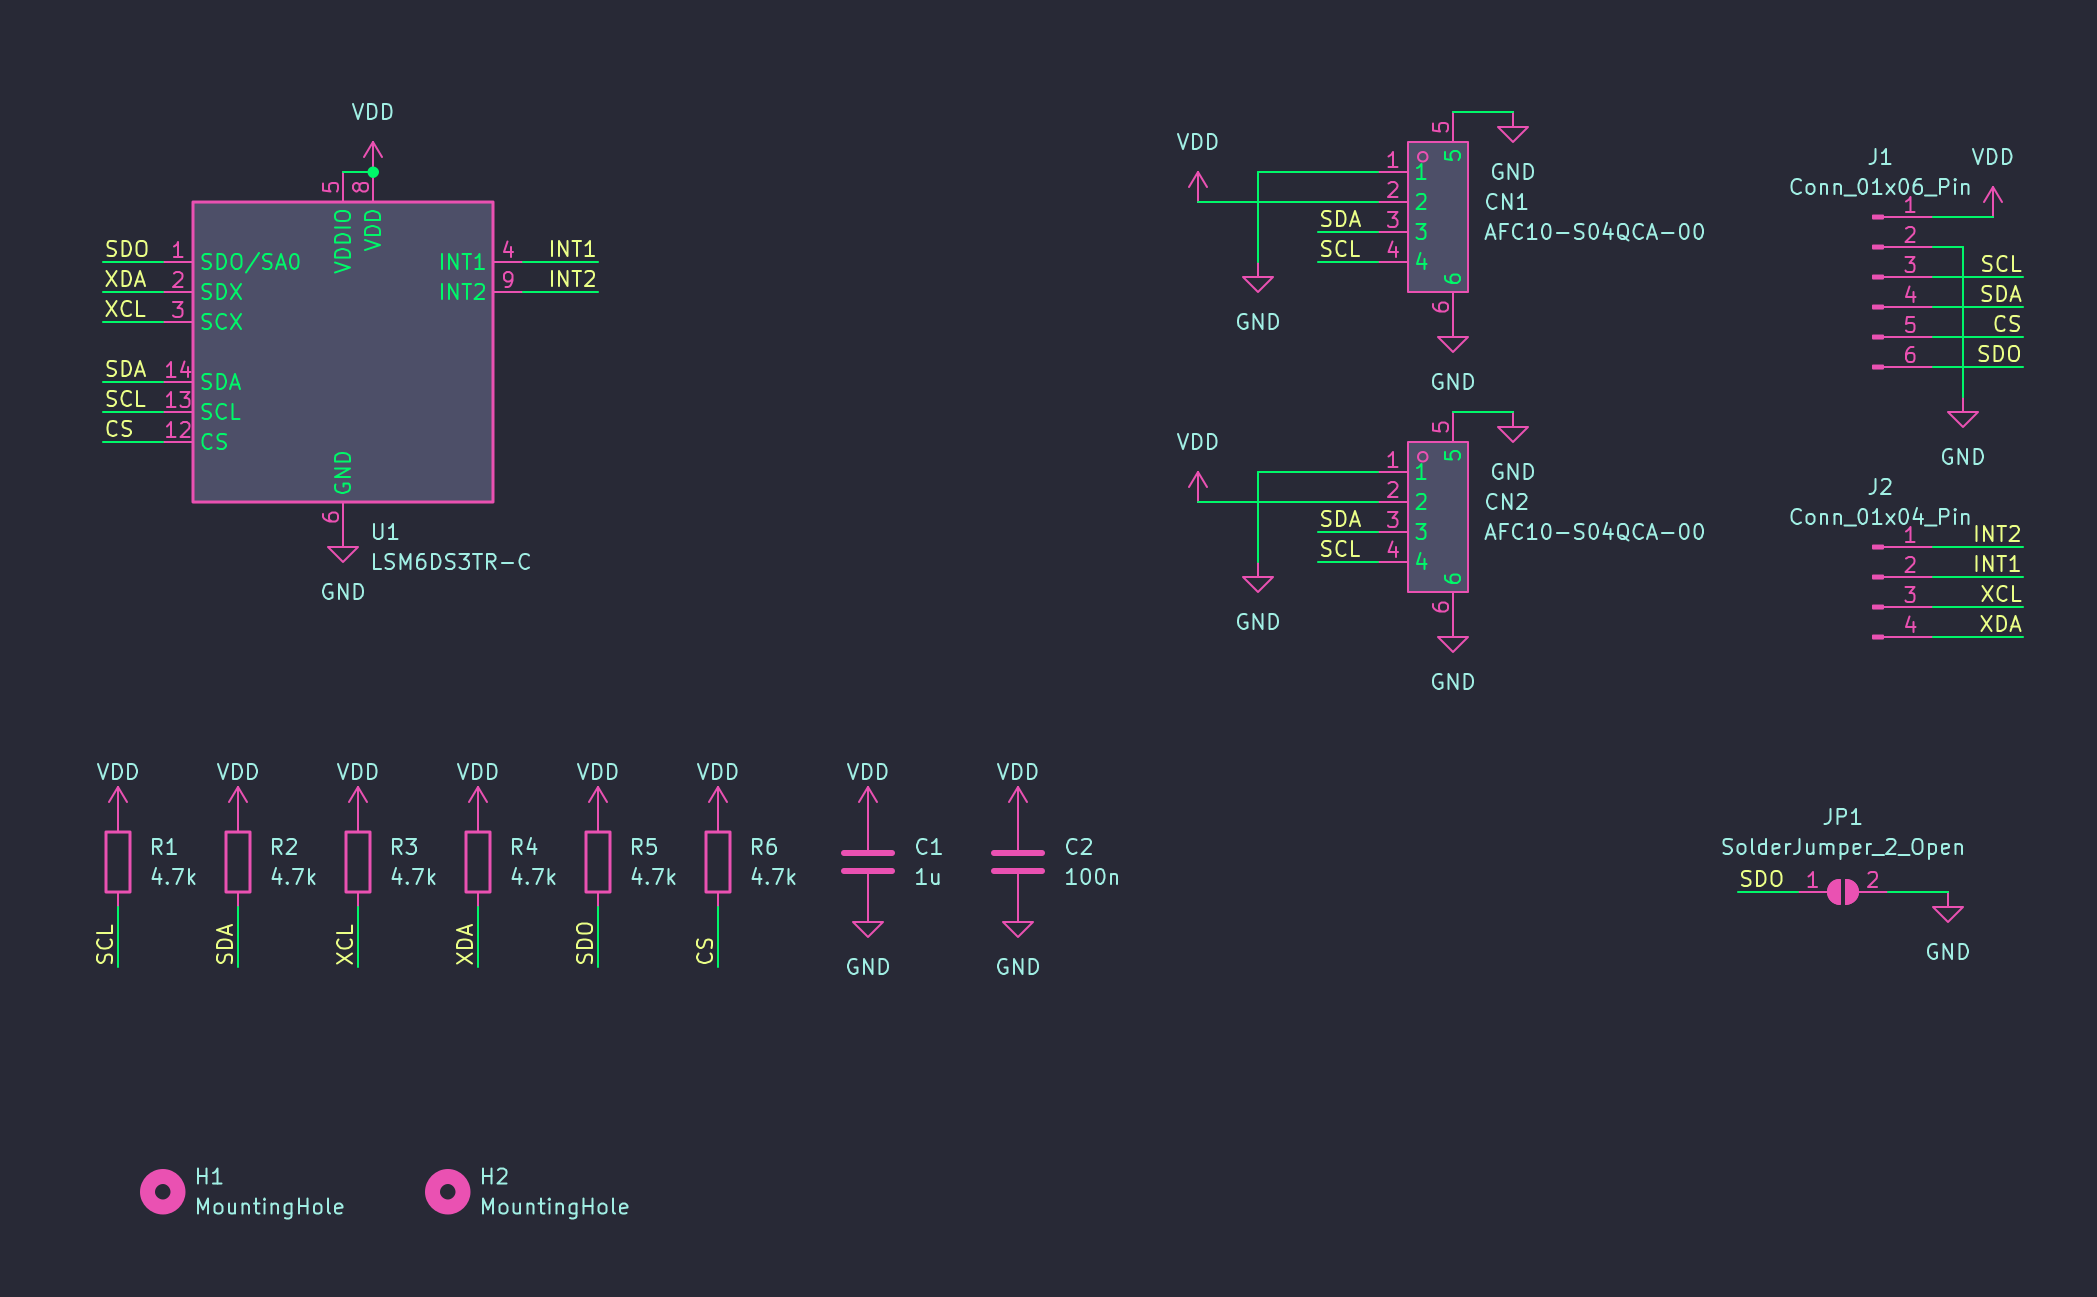 VDD
5
8
VDDIO
VDD
SDO 1 SDO/SA0
XDA 2 SDX
XCL 3 SCX
SDA 14 SDA
SCL 13 SCL
CS 12 CS
INT1 4 INT1
INT2 9 INT2
GND
6
U1
LSM6DS3TR-C
GND
VDD
5
5
GND
1 1
2 2
SDA 3 3
SCL 4 4
6
6
CN1
AFC10-S04QCA-00
GND
GND
VDD
5
5
GND
1 1
2 2
SDA 3 3
SCL 4 4
6
6
CN2
AFC10-S04QCA-00
GND
GND
J1
VDD
Conn_01x06_Pin
1
2
3 SCL
4 SDA
5 CS
6 SDO
GND
J2
Conn_01x04_Pin
1 INT2
2 INT1
3 XCL
4 XDA
VDD
R1
4.7k
SCL
VDD
R2
4.7k
SDA
VDD
R3
4.7k
XCL
VDD
R4
4.7k
XDA
VDD
R5
4.7k
SDO
VDD
R6
4.7k
CS
VDD
C1
1u
GND
VDD
C2
100n
GND
JP1
SolderJumper_2_Open
SDO 1 2
GND
H1
MountingHole
H2
MountingHole